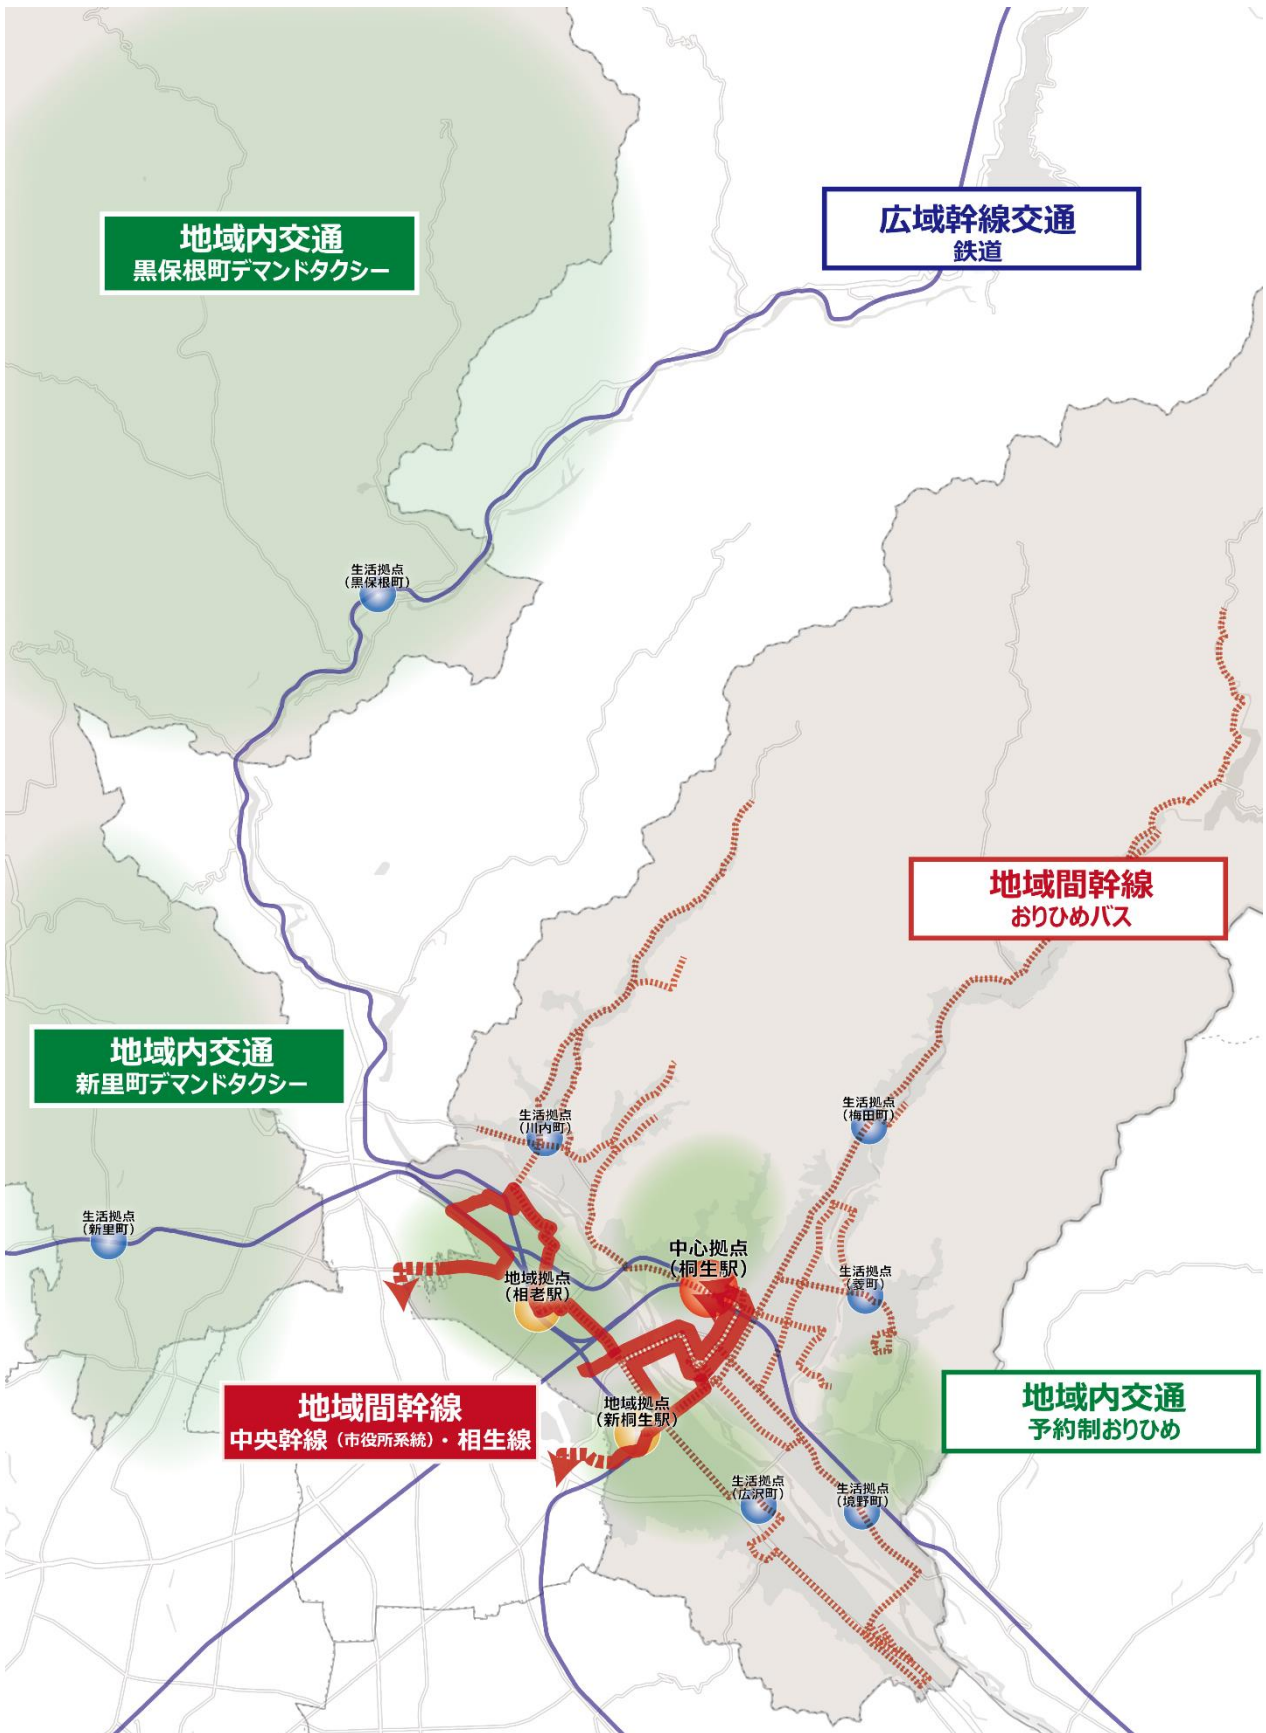 地域内交通
黒保根町デマンドタクシー
広域幹線交通
鉄道
生活拠点
（黒保根町）
地域間幹線
おりひめバス
地域内交通
新里町デマンドタクシー
生活拠点
（川内町）
生活拠点
（梅田町）
生活拠点
（新里町）
中心拠点
（桐生駅）
地域拠点
（相老駅）
生活拠点
（菱町）
地域間幹線
中央幹線（市役所系統）・相生線
地域拠点
（新桐生駅）
地域内交通
予約制おりひめ
生活拠点
（広沢町）
生活拠点
（境野町）